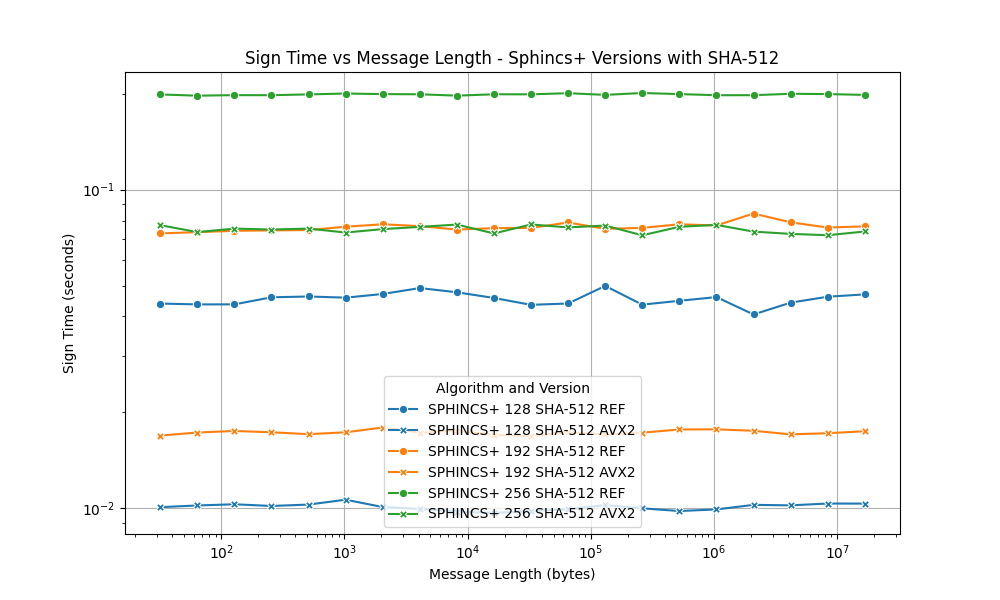 Sign Time vs Message Length - Sphincs+ Versions with SHA-512
Sign Time (seconds)
10⁻¹
10⁻²
Algorithm and Version
SPHINCS+ 128 SHA-512 REF
SPHINCS+ 128 SHA-512 AVX2
SPHINCS+ 192 SHA-512 REF
SPHINCS+ 192 SHA-512 AVX2
SPHINCS+ 256 SHA-512 REF
SPHINCS+ 256 SHA-512 AVX2
10² 10³ 10⁴ 10⁵ 10⁶ 10⁷
Message Length (bytes)